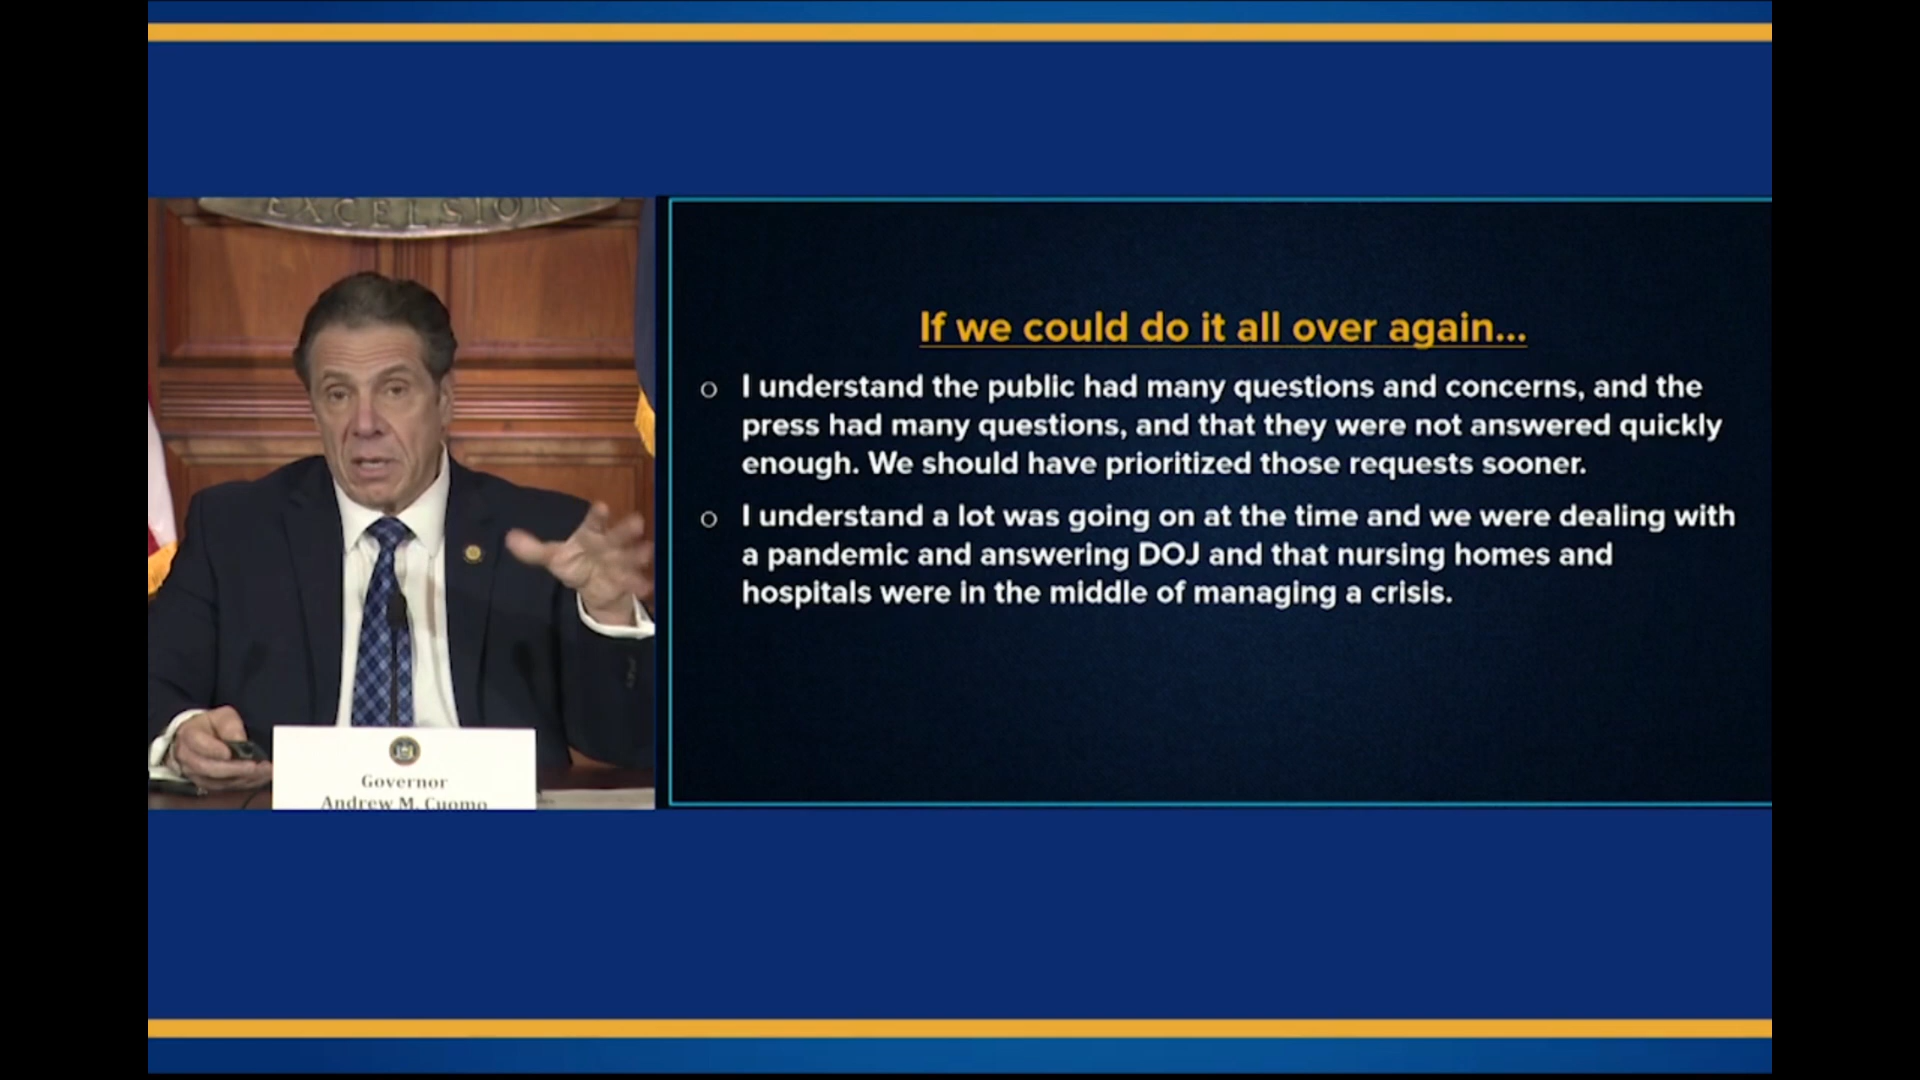 EXCELSIOR
If we could do it all over again...
o I understand the public had many questions and concerns, and the
press had many questions, and that they were not answered quickly
enough. We should have prioritized those requests sooner.
o I understand a lot was going on at the time and we were dealing with
a pandemic and answering DOJ and that nursing homes and
hospitals were in the middle of managing a crisis.
Governor
Andrew M. Cuomo